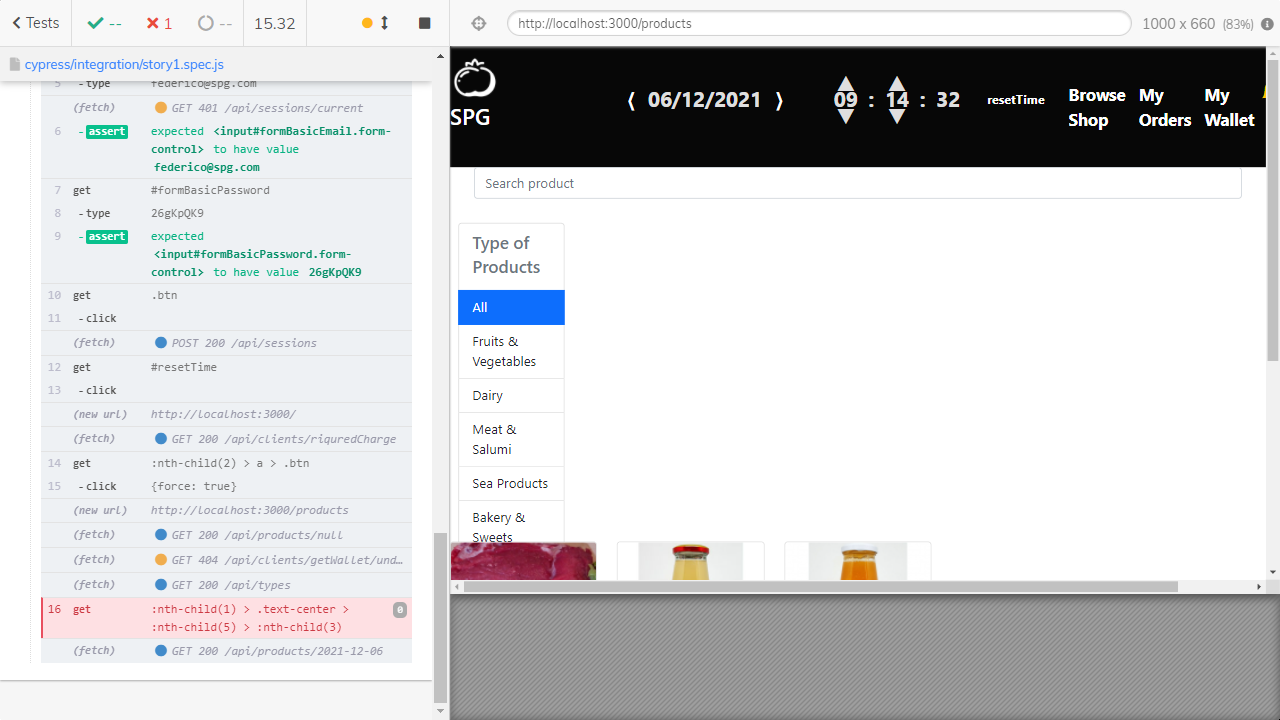 Tests
--
1
--
15.32
http://localhost:3000/products
1000 x 660 (83%)
cypress/integration/story1.spec.js
5 - type federico@spg.com
(fetch) GET 401 /api/sessions/current
6 - assert expected <input#formBasicEmail.form-
control> to have value
federico@spg.com
7 get #formBasicPassword
8 - type 26gKpQK9
9 - assert expected
<input#formBasicPassword.form-
control> to have value 26gKpQK9
10 get .btn
11 - click
(fetch) POST 200 /api/sessions
12 get #resetTime
13 - click
(new url) http://localhost:3000/
(fetch) GET 200 /api/clients/riquredCharge
14 get :nth-child(2) > a > .btn
15 - click {force: true}
(new url) http://localhost:3000/products
(fetch) GET 200 /api/products/null
(fetch) GET 404 /api/clients/getWallet/und…
(fetch) GET 200 /api/types
16 get :nth-child(1) > .text-center > 0
:nth-child(5) > :nth-child(3)
(fetch) GET 200 /api/products/2021-12-06
SPG
⟨ 06/12/2021 ⟩
09 : 14 : 32
resetTime
Browse
Shop
My
Orders
My
Wallet
Search product
Type of
Products
All
Fruits &
Vegetables
Dairy
Meat &
Salumi
Sea Products
Bakery &
Sweets